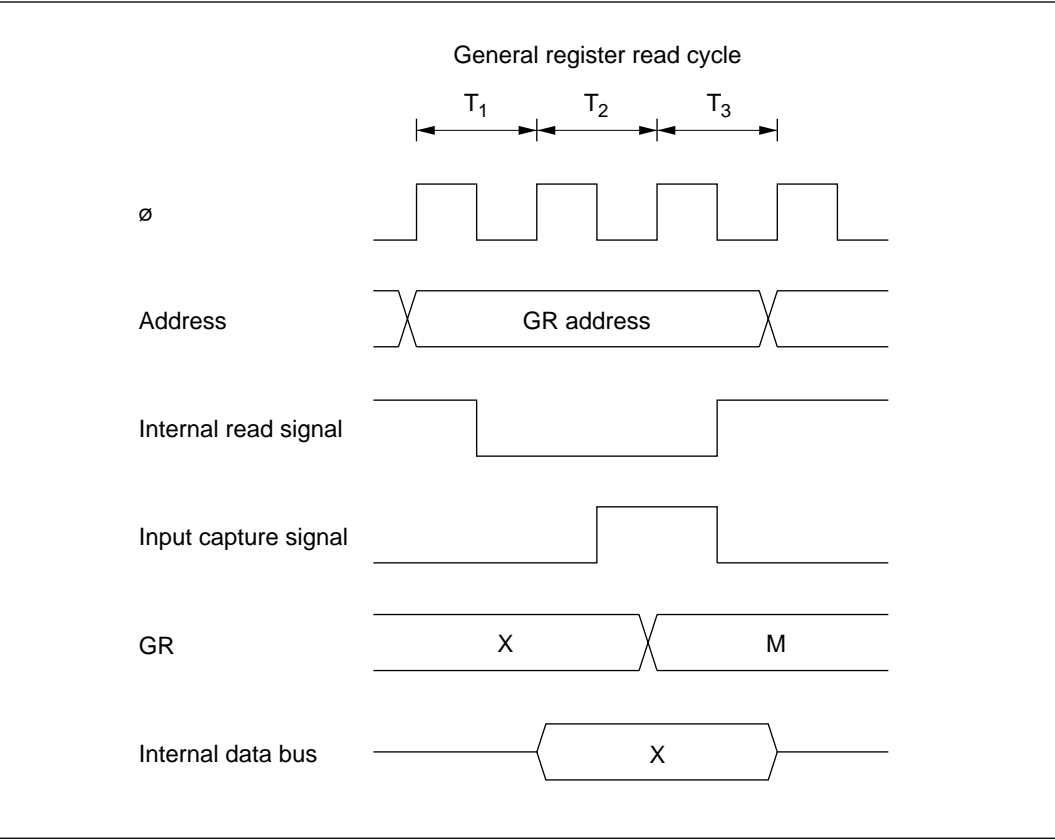 General register read cycle
T₁ T₂ T₃
ø
Address GR address
Internal read signal
Input capture signal
GR X M
Internal data bus X